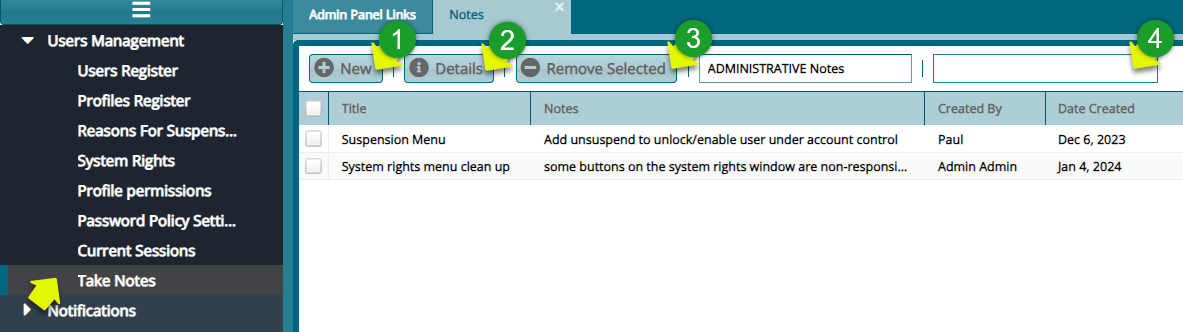 Users Management
Users Register
Profiles Register
Reasons For Suspens...
System Rights
Profile permissions
Password Policy Setti...
Current Sessions
Take Notes
Notifications
Admin Panel Links Notes
1 2 3 4
New Details Remove Selected ADMINISTRATIVE Notes
Title Notes Created By Date Created
Suspension Menu Add unsuspend to unlock/enable user under account control Paul Dec 6, 2023
System rights menu clean up some buttons on the system rights window are non-responsi... Admin Admin Jan 4, 2024